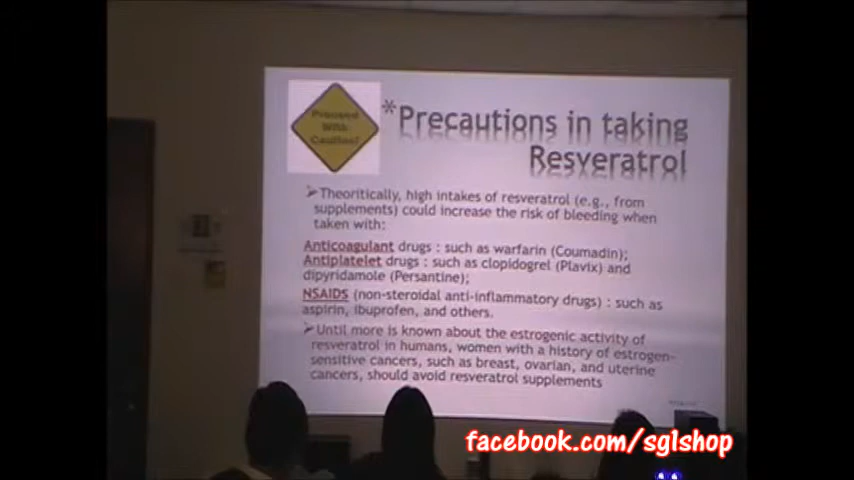 Proceed
With
Caution!
*Precautions in taking
Resveratrol
➢Theoritically, high intakes of resveratrol (e.g., from
supplements) could increase the risk of bleeding when
taken with:
Anticoagulant drugs : such as warfarin (Coumadin);
Antiplatelet drugs : such as clopidogrel (Plavix) and
dipyridamole (Persantine);
NSAIDS (non-steroidal anti-inflammatory drugs) : such as
aspirin, ibuprofen, and others.
➢Until more is known about the estrogenic activity of
resveratrol in humans, women with a history of estrogen-
sensitive cancers, such as breast, ovarian, and uterine
cancers, should avoid resveratrol supplements
facebook.com/sg1shop